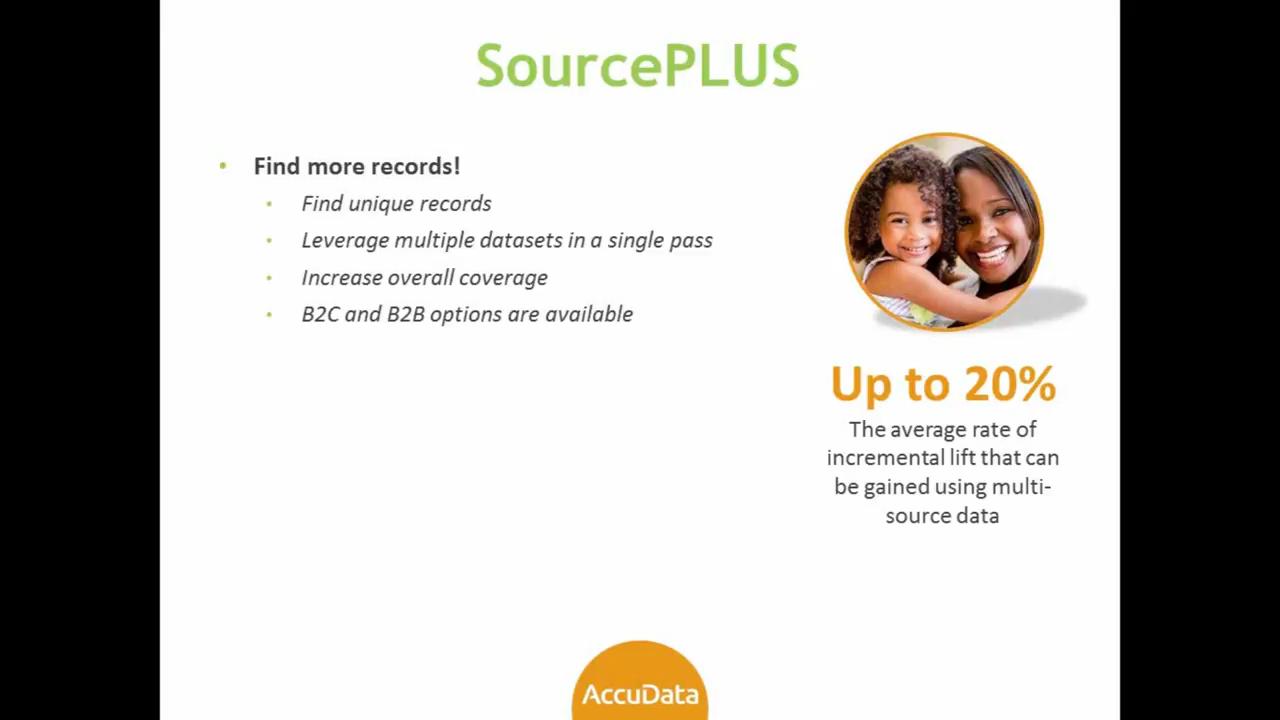 SourcePLUS
• Find more records!
• Find unique records
• Leverage multiple datasets in a single pass
• Increase overall coverage
• B2C and B2B options are available
Up to 20%
The average rate of
incremental lift that can
be gained using multi-
source data
AccuData